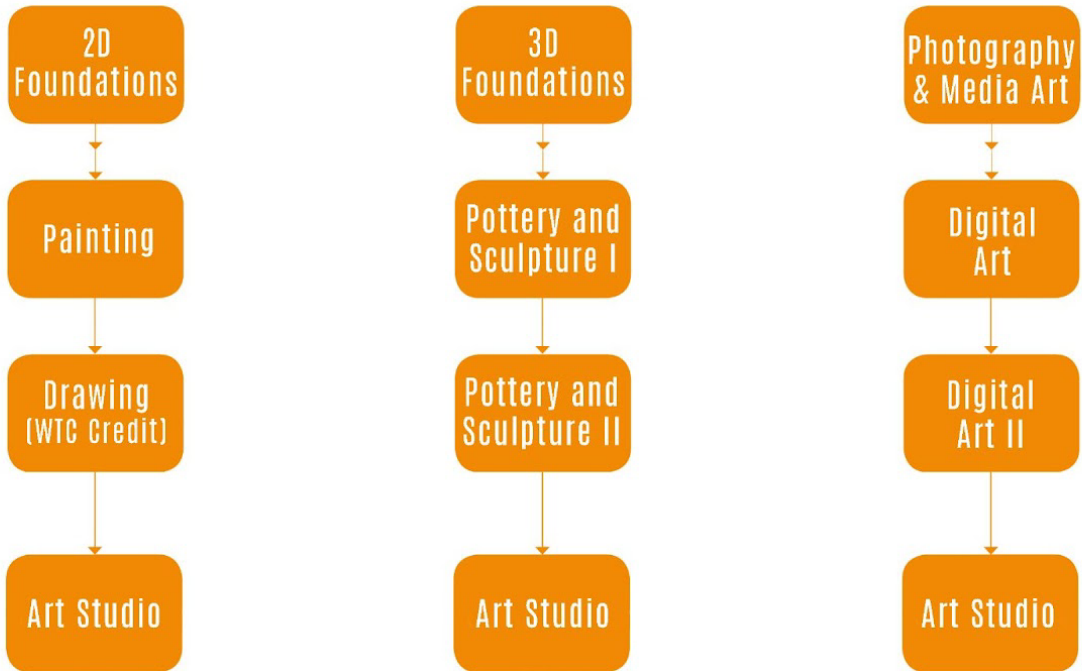 2D
Foundations
3D
Foundations
Photography
& Media Art
Painting
Pottery and
Sculpture I
Digital
Art
Drawing
(WTC Credit)
Pottery and
Sculpture II
Digital
Art II
Art Studio
Art Studio
Art Studio